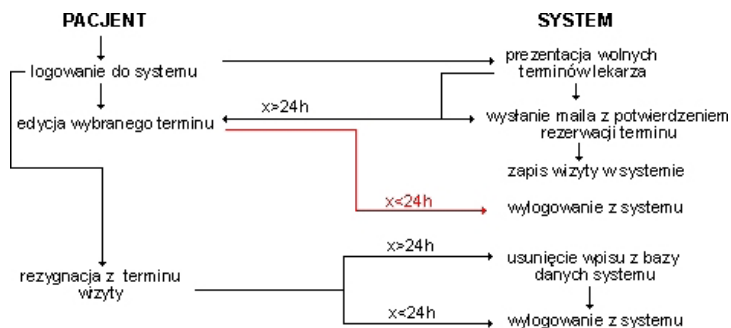 PACJENT
SYSTEM
logowanie do systemu
prezentacja wolnych
terminów lekarza
x>24h
edycja wybranego terminu
wysłanie maila z potwierdzeniem
rezerwacji terminu
zapis wizyty w systemie
x<24h
wylogowanie z systemu
x>24h
rezygnacja z terminu
wizyty
usunięcie wpisu z bazy
danych systemu
x<24h
wylogowanie z systemu